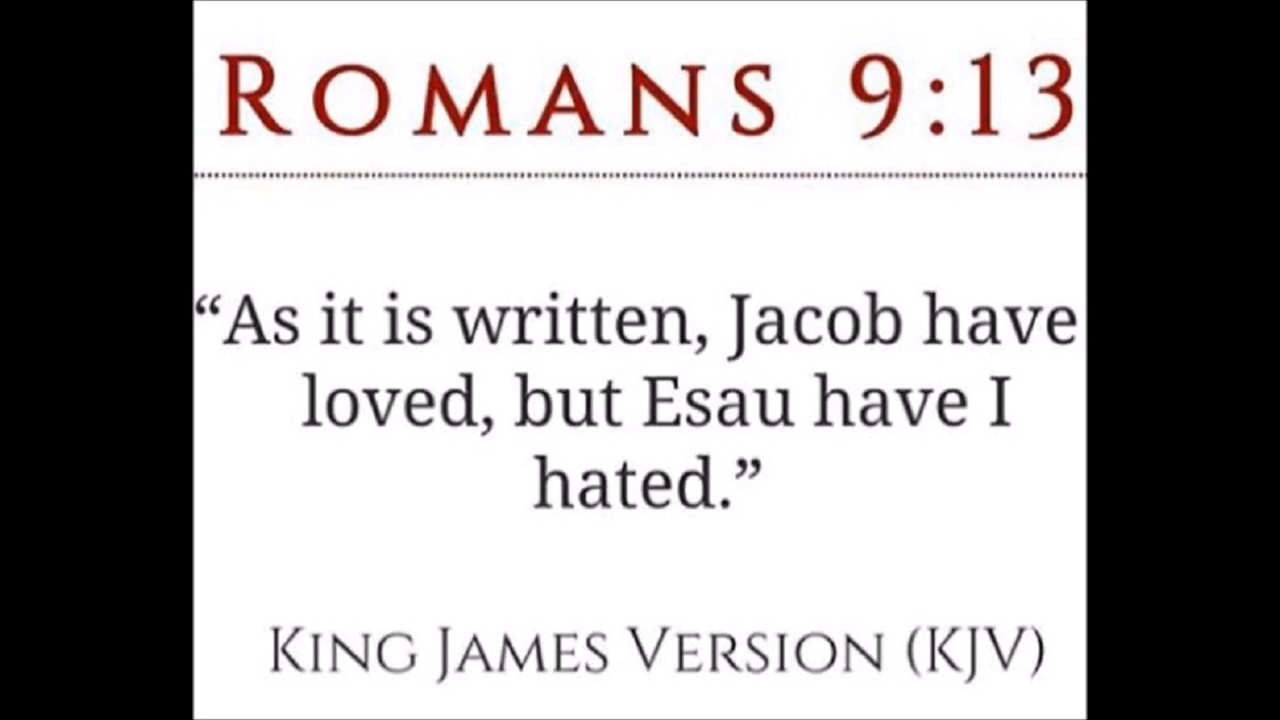 Romans 9:13
“As it is written, Jacob have
loved, but Esau have I
hated.”
King James Version (KJV)